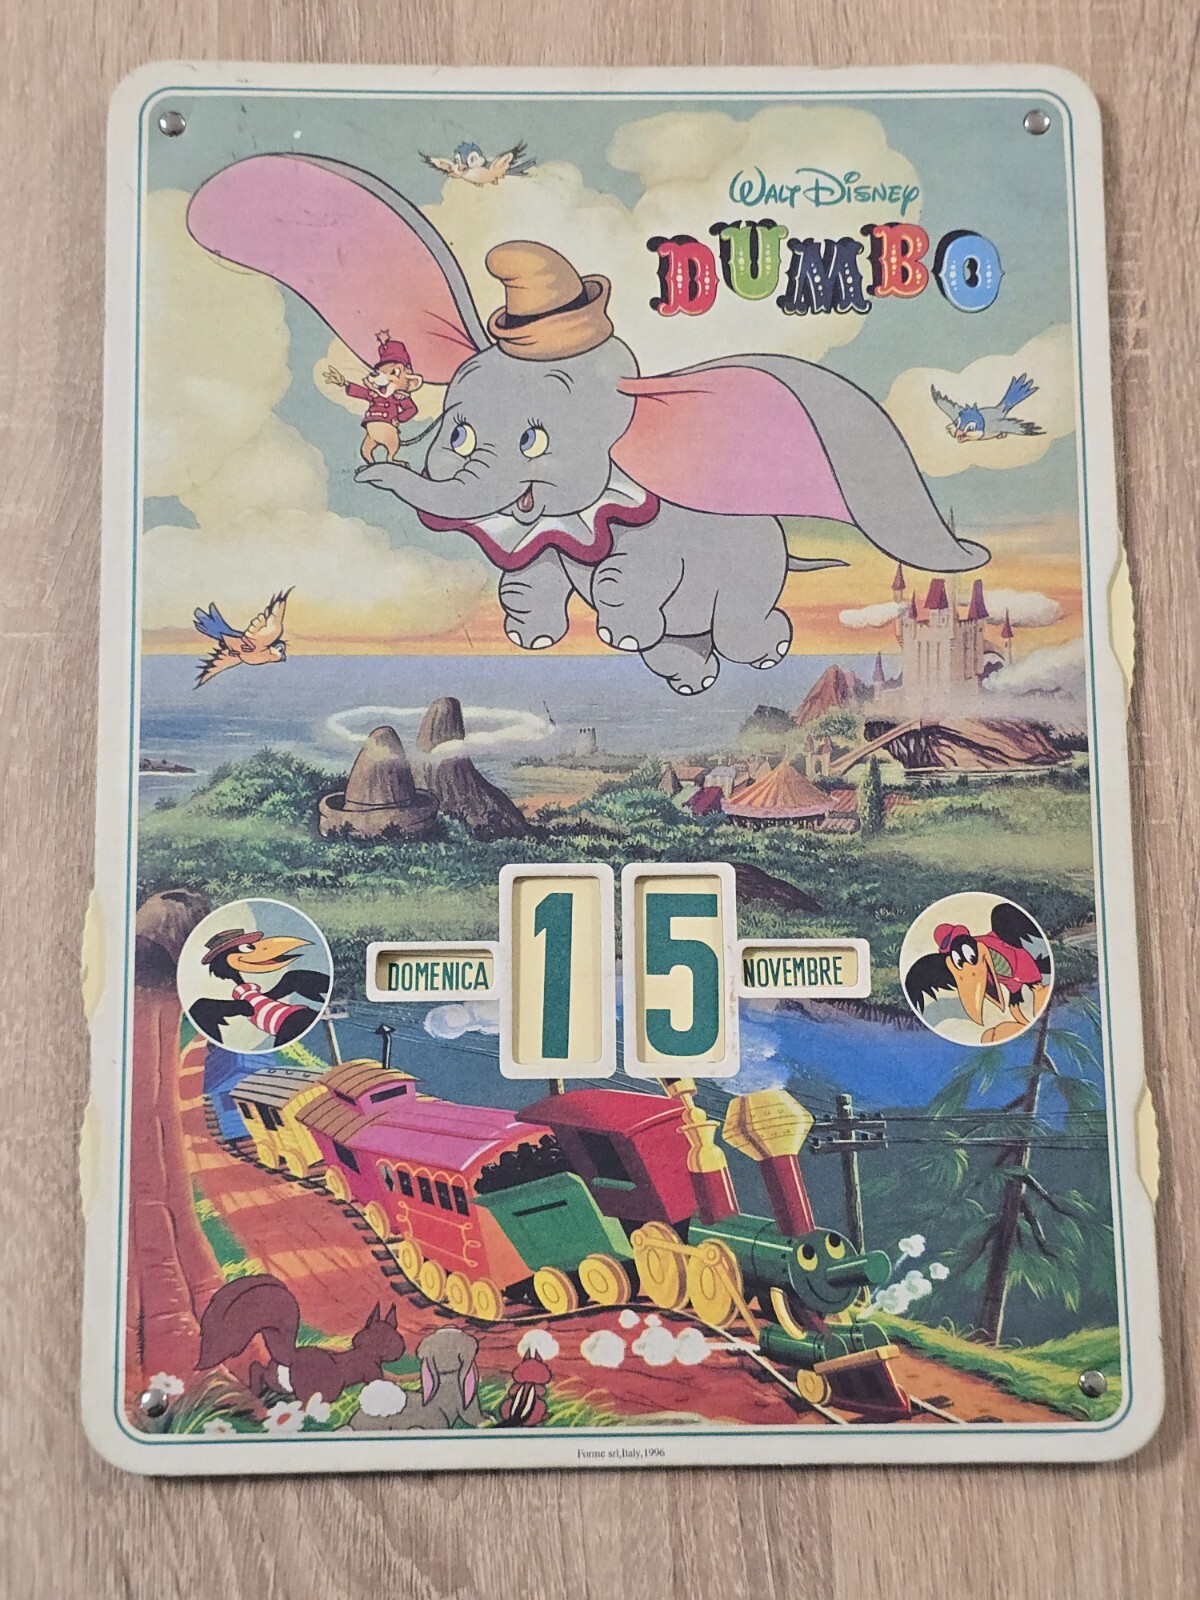 WALT DISNEY
DUMBO
DOMENICA 15 NOVEMBRE
Forme srl,Italy,1996